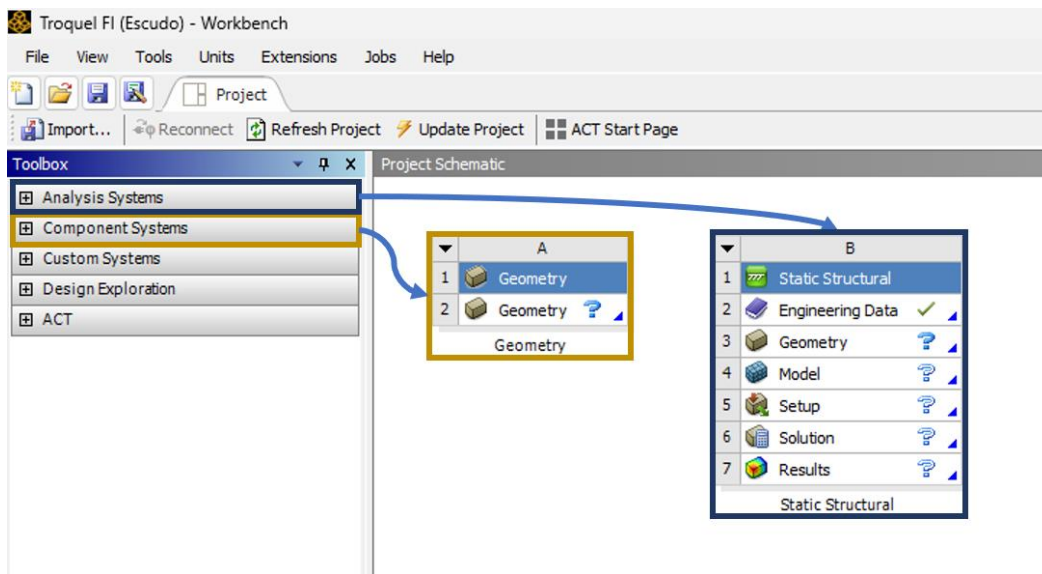 Troquel FI (Escudo) - Workbench
File View Tools Units Extensions Jobs Help
Project
Import... Reconnect Refresh Project Update Project ACT Start Page
Toolbox
Project Schematic
Analysis Systems
Component Systems
Custom Systems
Design Exploration
ACT
A
1 Geometry
2 Geometry ?
Geometry
B
1 Static Structural
2 Engineering Data ✓
3 Geometry ?
4 Model ?
5 Setup ?
6 Solution ?
7 Results ?
Static Structural